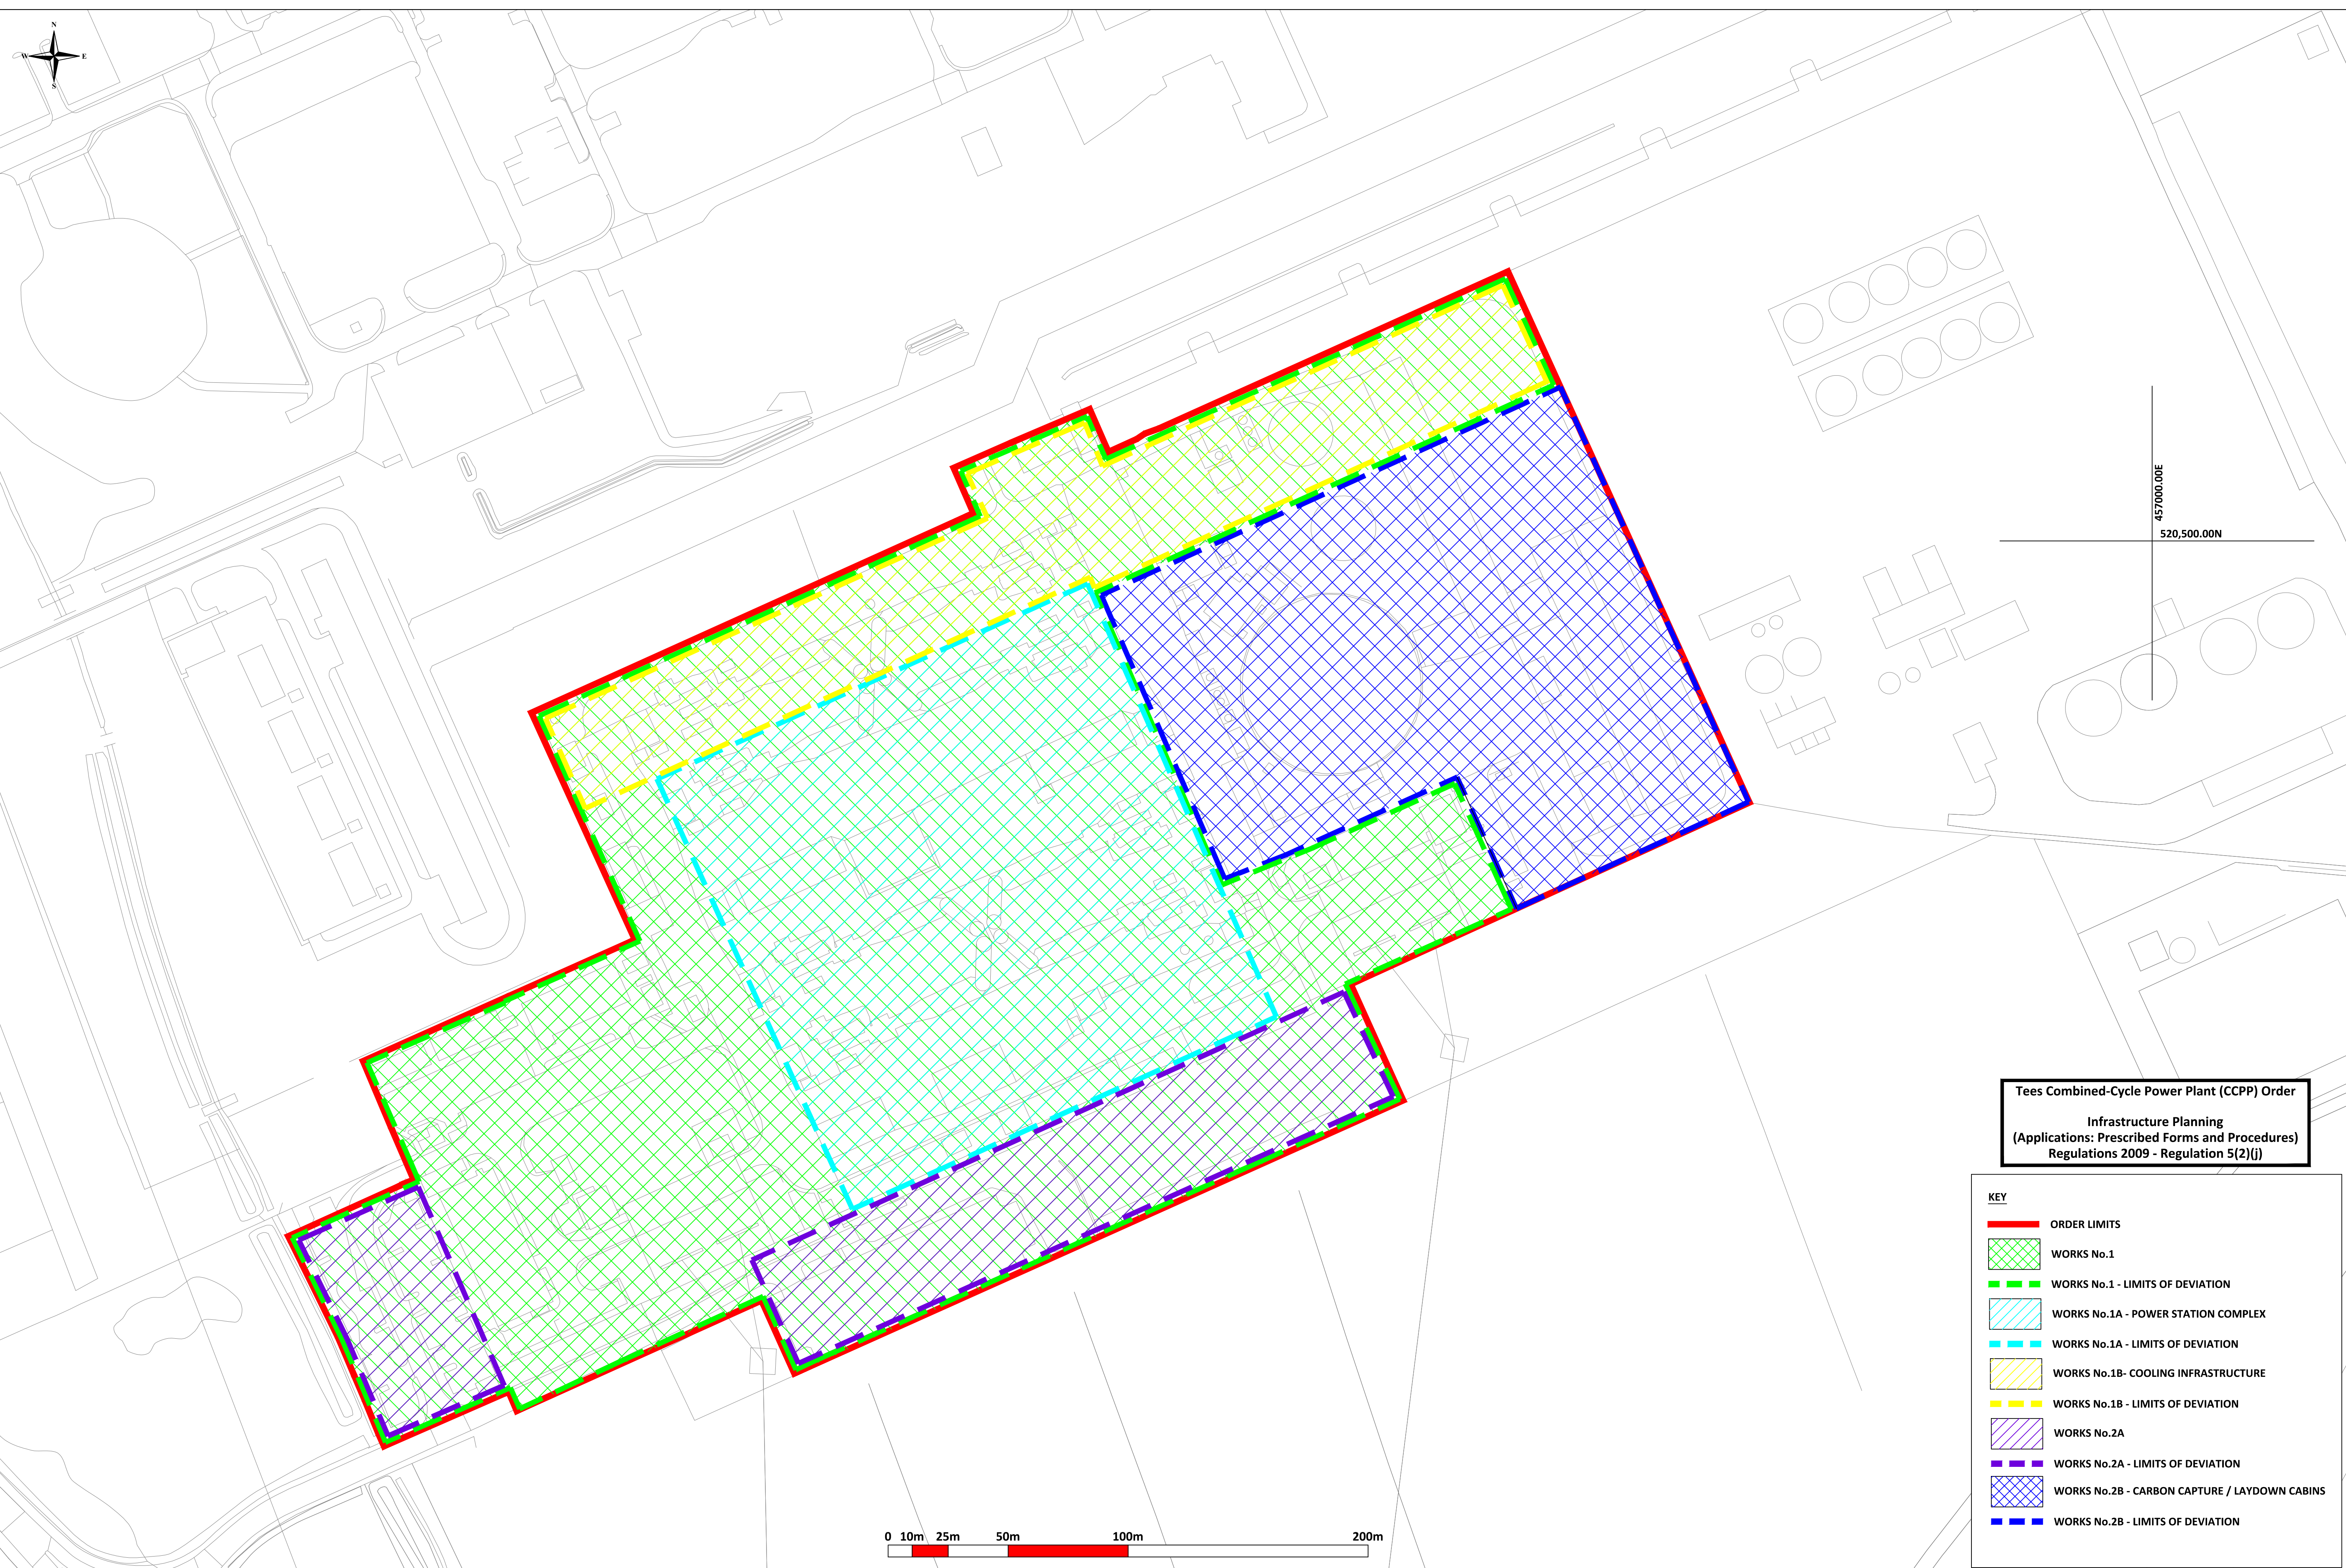 N
W
E
S
457000.00E
520,500.00N
Tees Combined-Cycle Power Plant (CCPP) Order
Infrastructure Planning
(Applications: Prescribed Forms and Procedures)
Regulations 2009 - Regulation 5(2)(j)
KEY
ORDER LIMITS
WORKS No.1
WORKS No.1 - LIMITS OF DEVIATION
WORKS No.1A - POWER STATION COMPLEX
WORKS No.1A - LIMITS OF DEVIATION
WORKS No.1B- COOLING INFRASTRUCTURE
WORKS No.1B - LIMITS OF DEVIATION
WORKS No.2A
WORKS No.2A - LIMITS OF DEVIATION
WORKS No.2B - CARBON CAPTURE / LAYDOWN CABINS
WORKS No.2B - LIMITS OF DEVIATION
0 10m 25m 50m 100m 200m